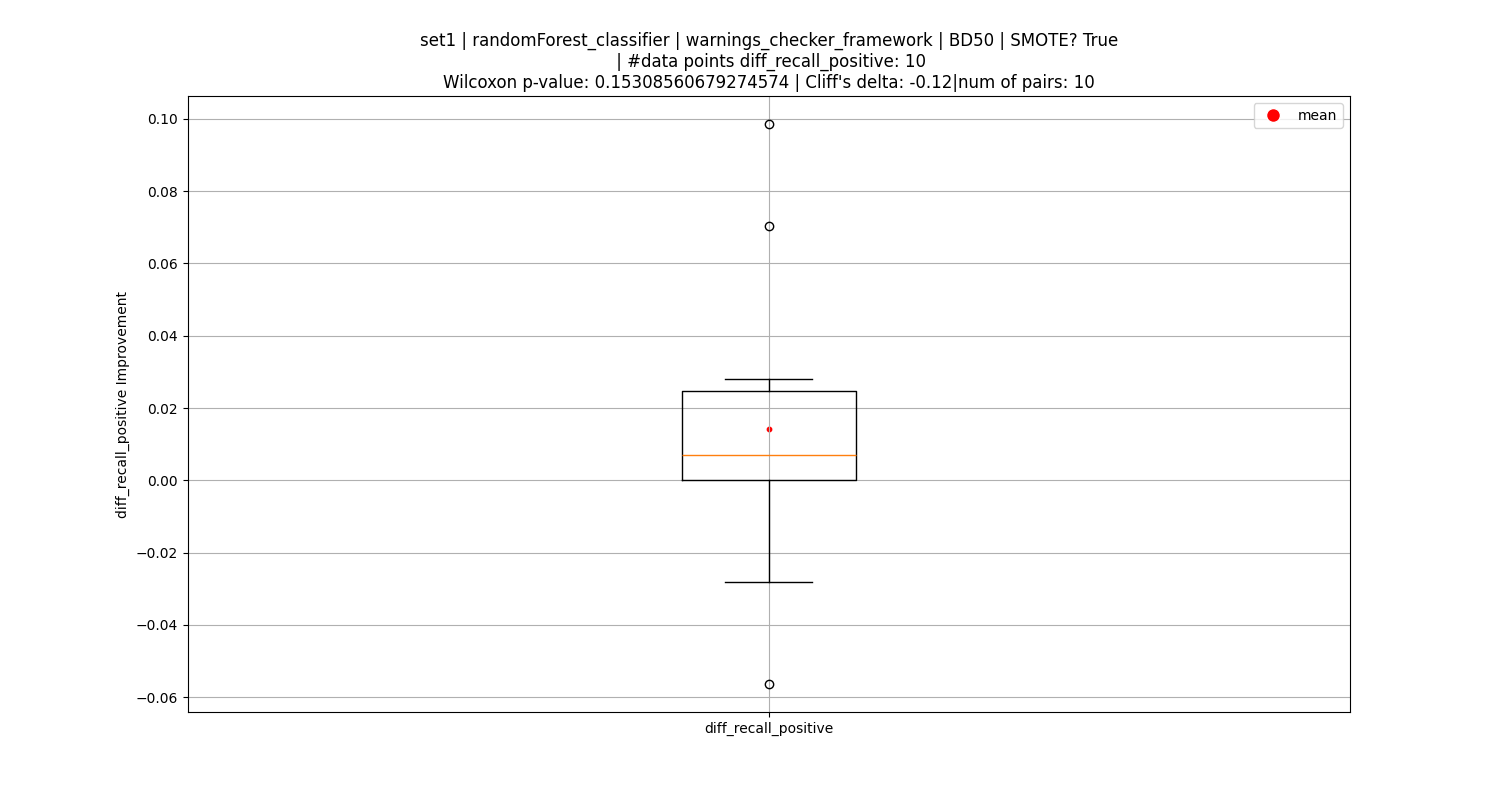 set1 | randomForest_classifier | warnings_checker_framework | BD50 | SMOTE? True
| #data points diff_recall_positive: 10
Wilcoxon p-value: 0.15308560679274574 | Cliff's delta: -0.12|num of pairs: 10
mean
0.10
0.08
0.06
0.04
0.02
0.00
−0.02
−0.04
−0.06
diff_recall_positive Improvement
diff_recall_positive